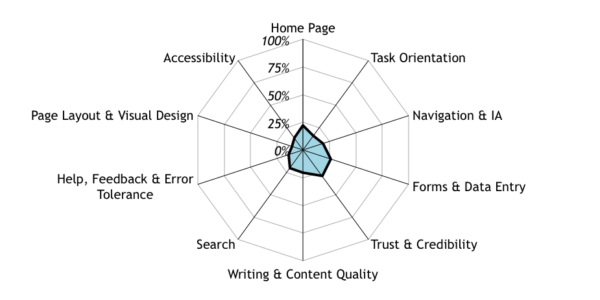 Home Page
100%
Accessibility
Task Orientation
75%
50%
Page Layout & Visual Design
Navigation & IA
25%
0%
Help, Feedback & Error
Tolerance
Forms & Data Entry
Search
Trust & Credibility
Writing & Content Quality